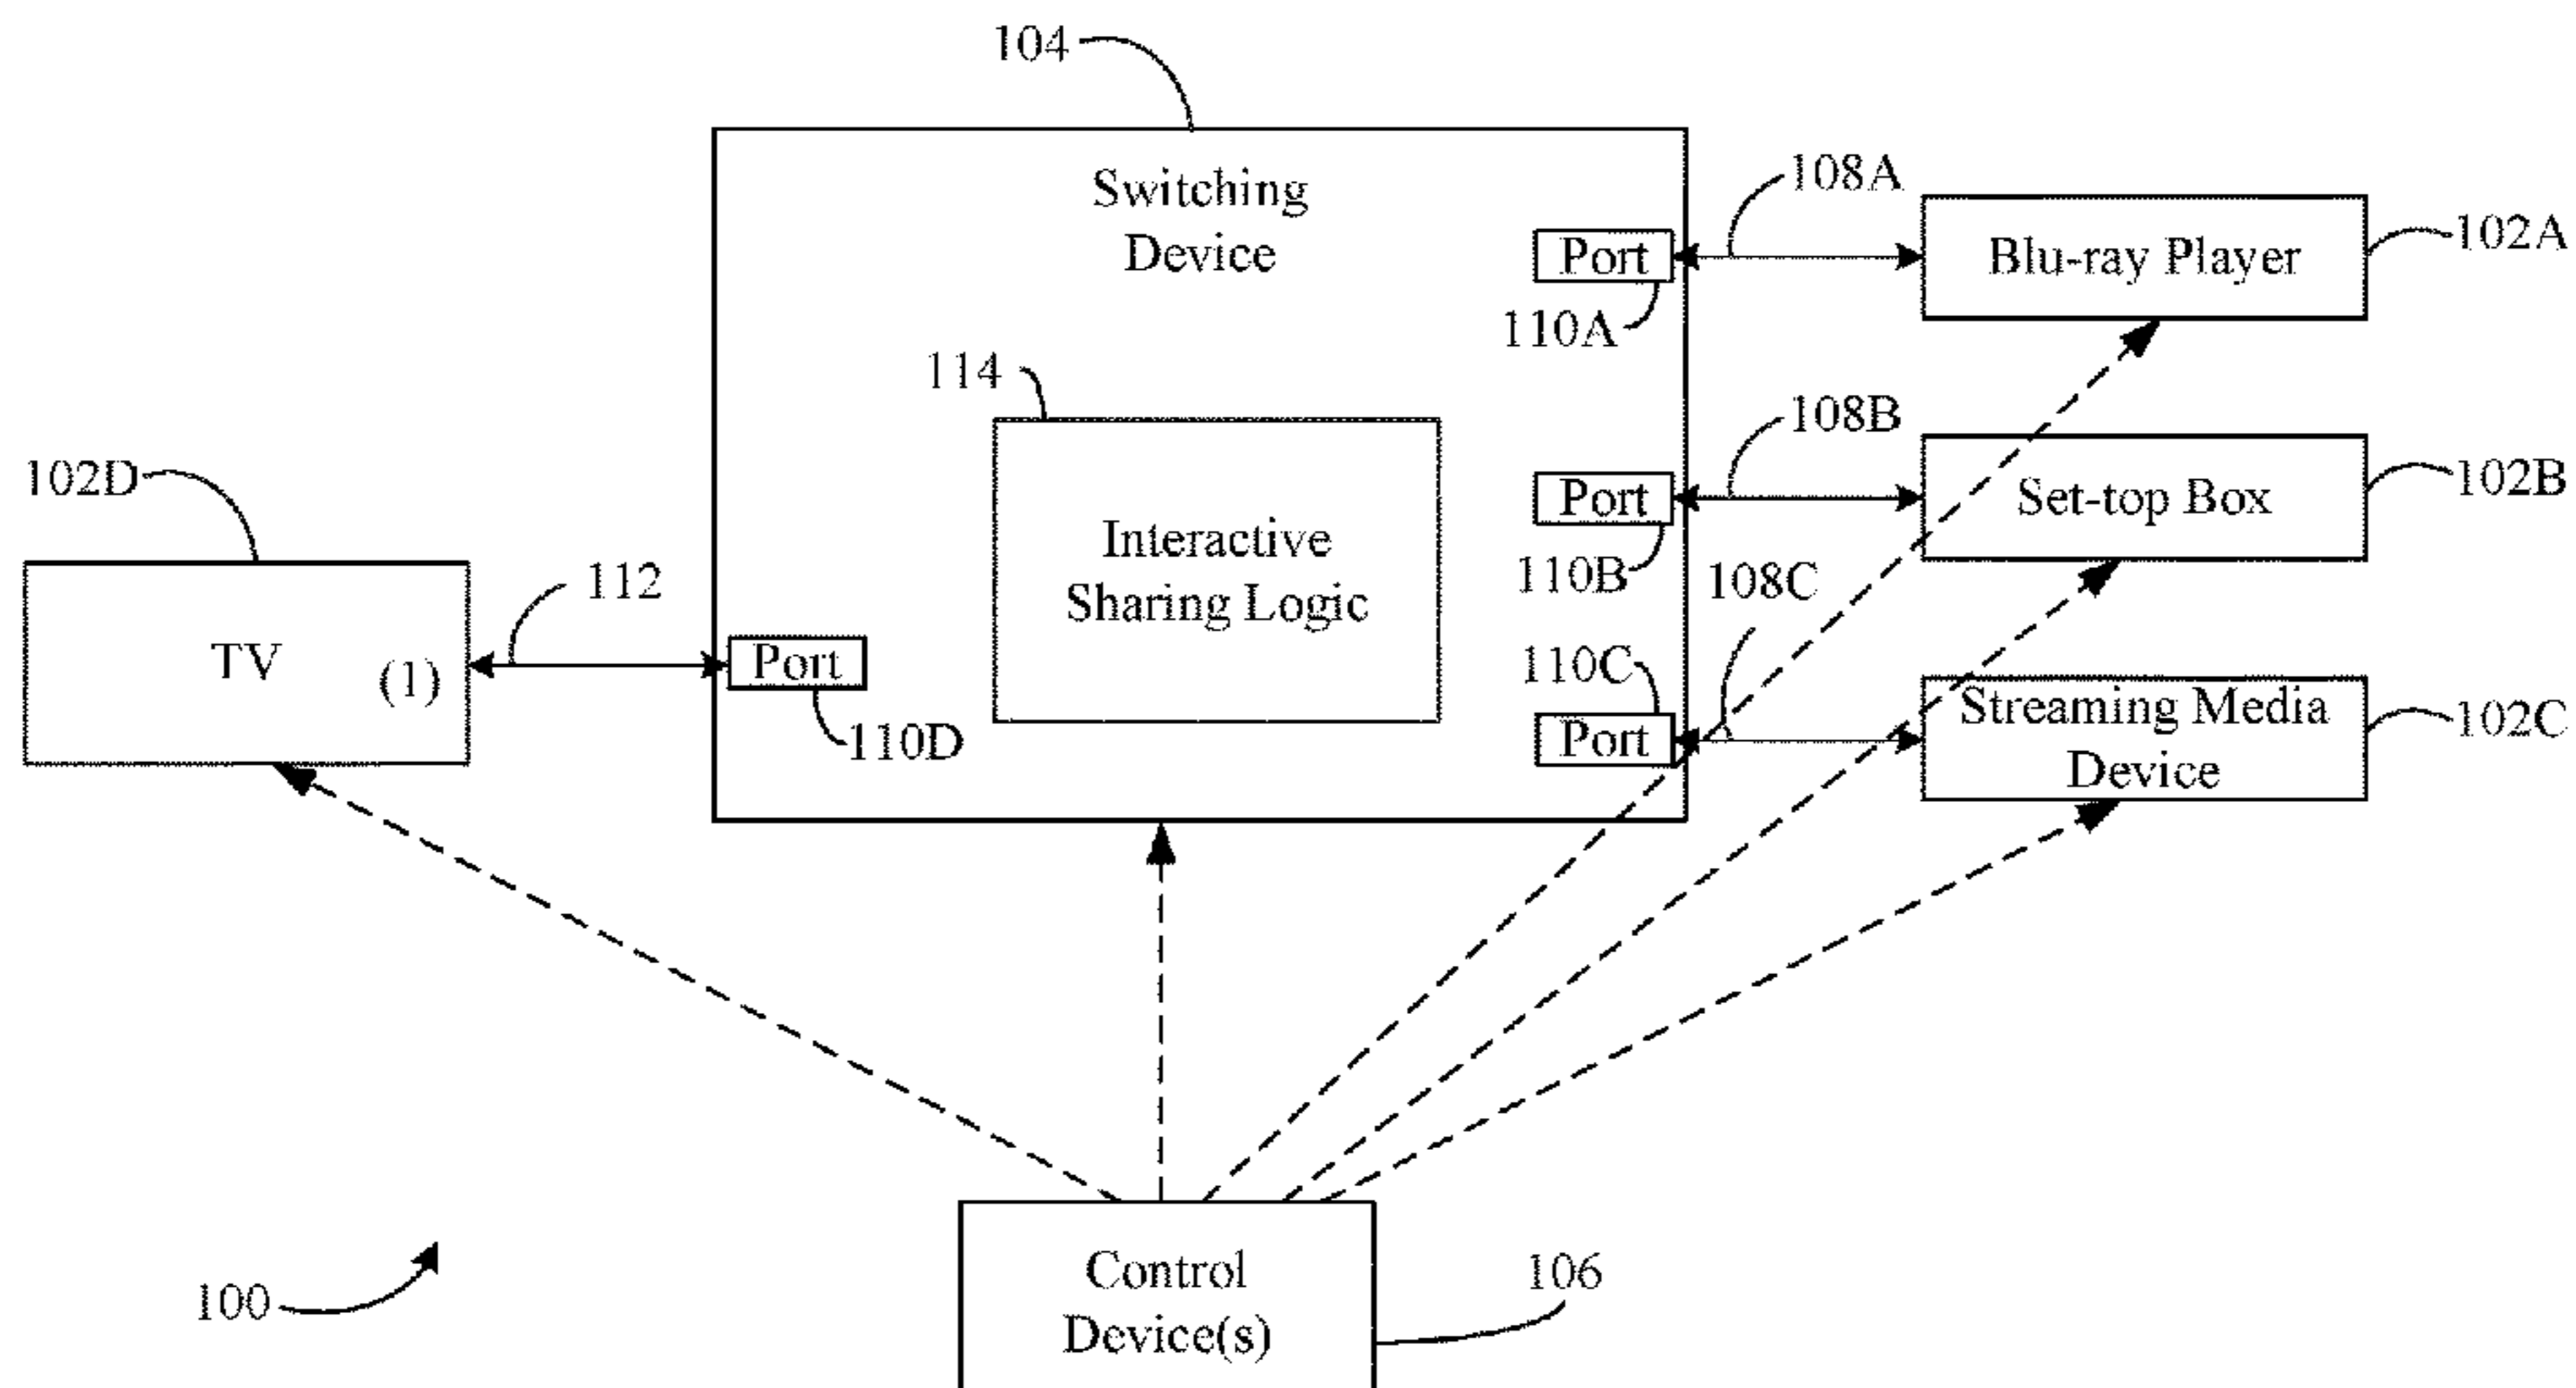 104
Switching
Device
108A
Port
Blu-ray Player
102A
110A
114
108B
102D
Port
Set-top Box
102B
Interactive
Sharing Logic
112
110B
108C
TV
(1)
Port
110C
Streaming Media
Device
102C
110D
Port
Control
Device(s)
106
100